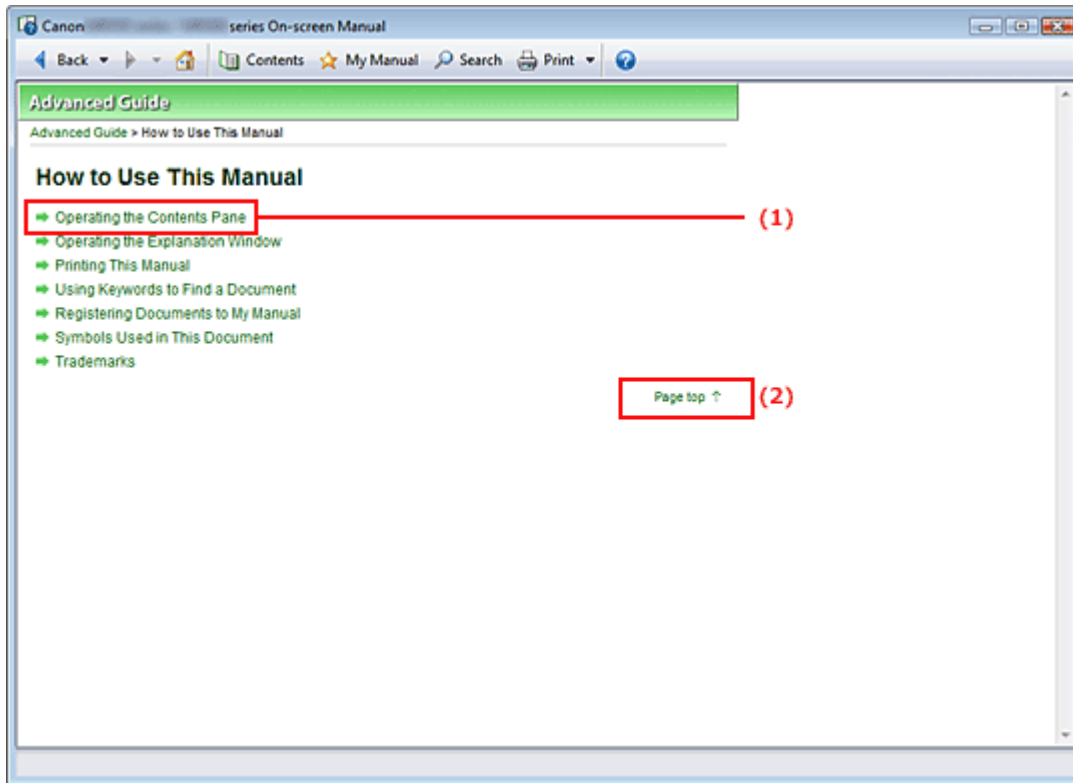 Canon series On-screen Manual
Back Contents My Manual Search Print
Advanced Guide
Advanced Guide > How to Use This Manual
How to Use This Manual
Operating the Contents Pane (1)
Operating the Explanation Window
Printing This Manual
Using Keywords to Find a Document
Registering Documents to My Manual
Symbols Used in This Document
Trademarks
Page top ↑ (2)